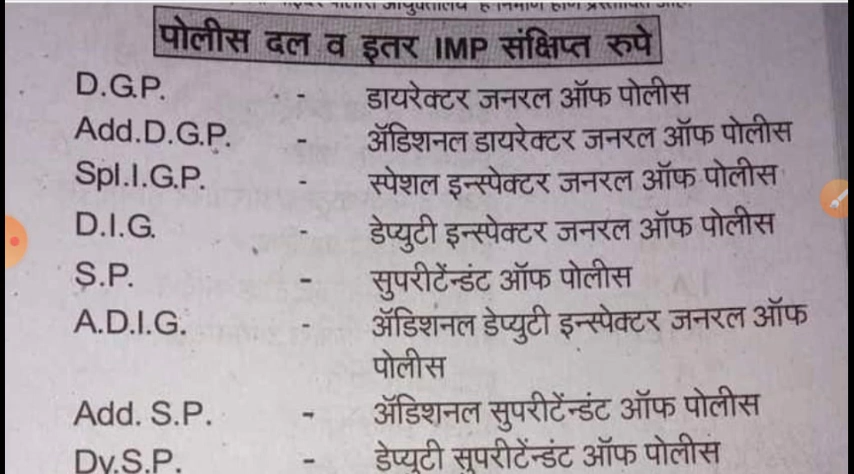 पोलीस दल व इतर IMP संक्षिप्त रुपे
D.G.P. - डायरेक्टर जनरल ऑफ पोलीस
Add.D.G.P. - ॲडिशनल डायरेक्टर जनरल ऑफ पोलीस
Spl.I.G.P. - स्पेशल इन्स्पेक्टर जनरल ऑफ पोलीस
D.I.G. - डेप्युटी इन्स्पेक्टर जनरल ऑफ पोलीस
S.P. - सुपरीटेंन्डंट ऑफ पोलीस
A.D.I.G. - ॲडिशनल डेप्युटी इन्स्पेक्टर जनरल ऑफ
पोलीस
Add. S.P. - ॲडिशनल सुपरीटेंन्डंट ऑफ पोलीस
Dy.S.P. - डेप्युटी सुपरीटेंन्डंट ऑफ पोलीस